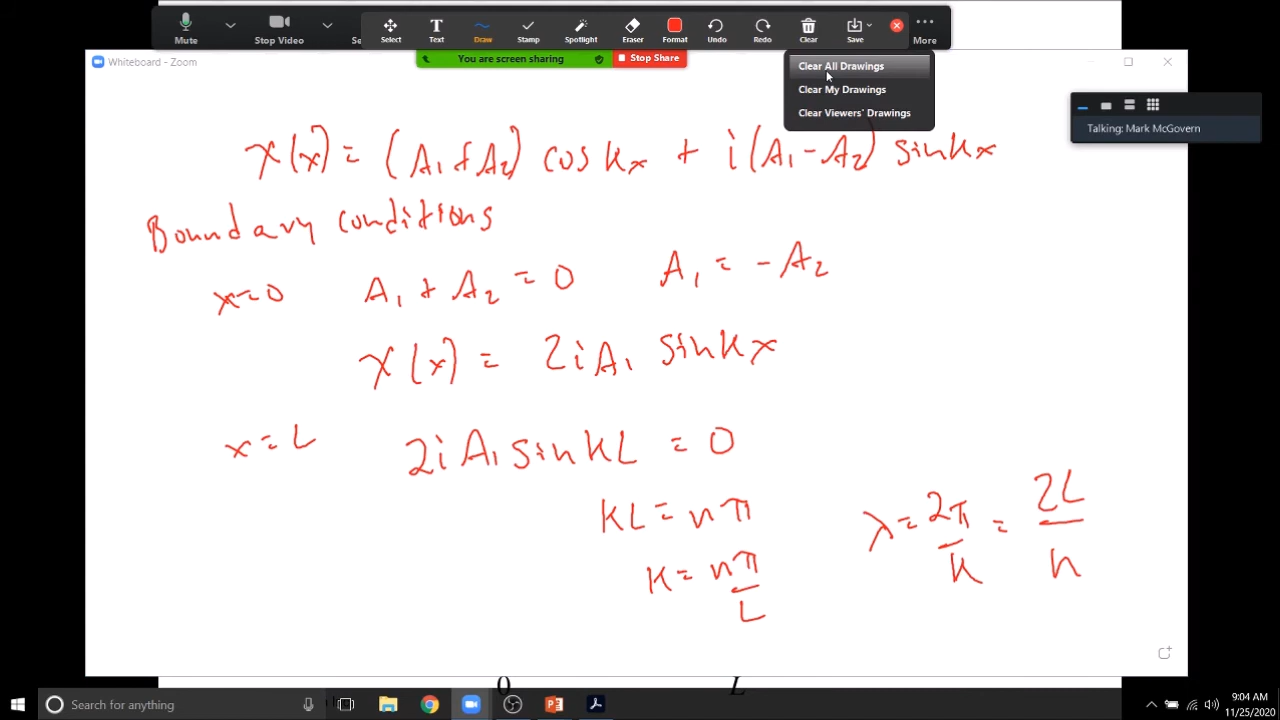 Mute
Stop Video
Se
Select
Text
Draw
Stamp
Spotlight
Eraser
Format
Undo
Redo
Clear
Save
More
You are screen sharing
Stop Share
Clear All Drawings
Clear My Drawings
Clear Viewers' Drawings
Whiteboard - Zoom
Talking: Mark McGovern
X(x) = (A₁ + A₂) cos kx + i(A₁ - A₂) sin kx
Boundary conditions
x=0 A₁ + A₂ = 0 A₁ = -A₂
X(x) = 2iA₁ sin kx
x=L 2iA₁ sin kL = 0
kL = nπ
k = nπ/L
λ = 2π/k = 2L/n
0 L
Search for anything
9:04 AM
11/25/2020